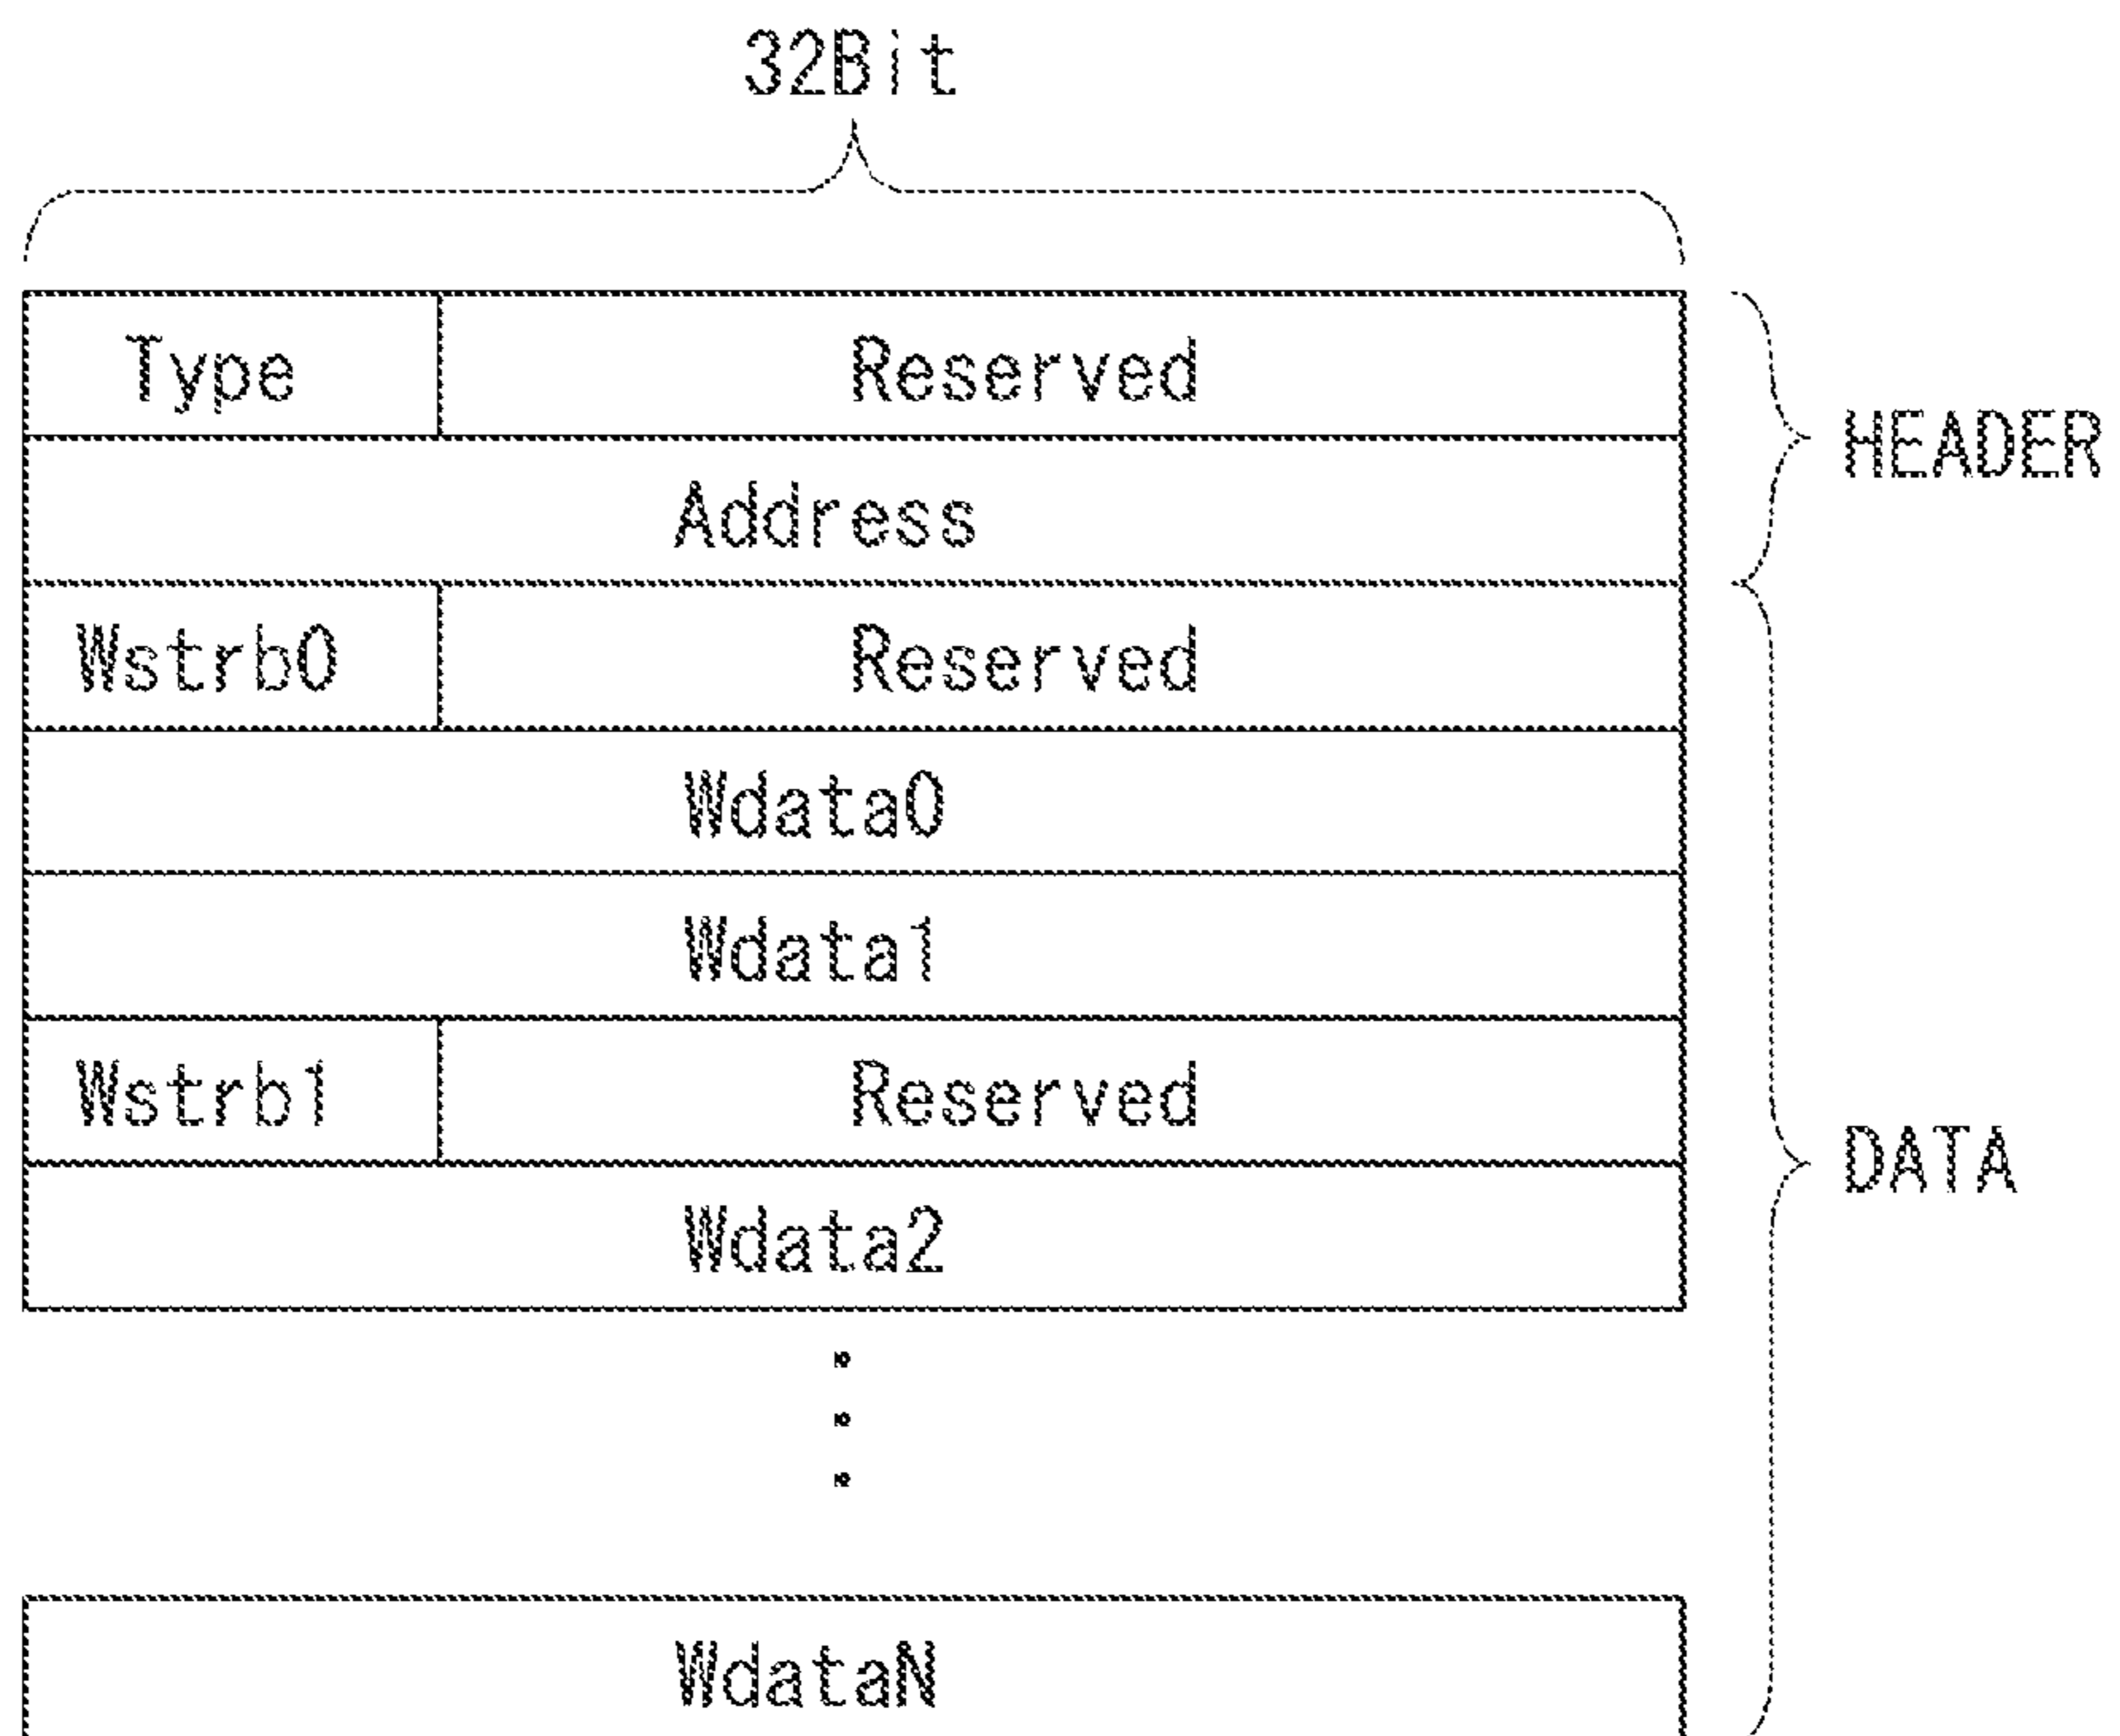 32Bit
Type Reserved
HEADER
Address
Wstrb0 Reserved
Wdata0
Wdata1
Wstrb1 Reserved
DATA
Wdata2
WdataN